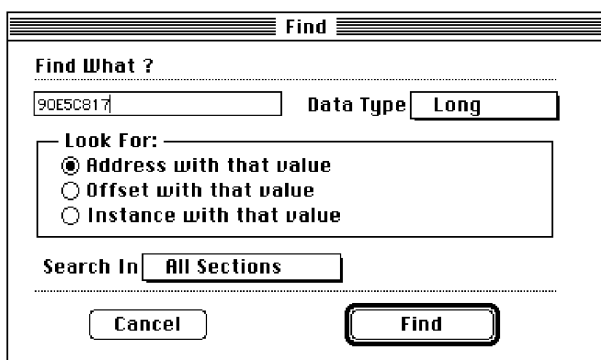 Find
Find What ?
90E5C817
Data Type Long
Look For:
Address with that value
Offset with that value
Instance with that value
Search In All Sections
Cancel Find